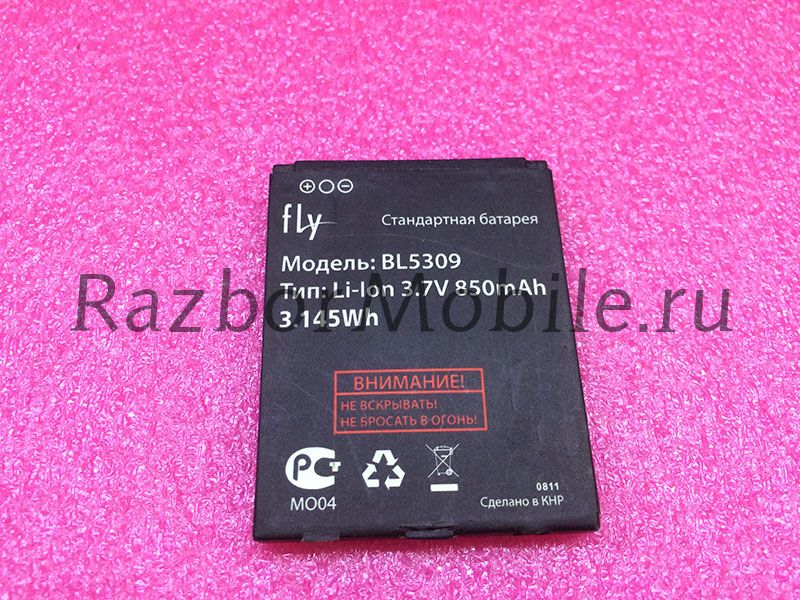 fly
Стандартная батарея
Модель: BL5309
Тип: Li-Ion 3.7V 850mAh
3.145Wh
RazborMobile.ru
ВНИМАНИЕ!
НЕ ВСКРЫВАТЬ!
НЕ БРОСАТЬ В ОГОНЬ!
РСТ
МО04
0811
Сделано в КНР